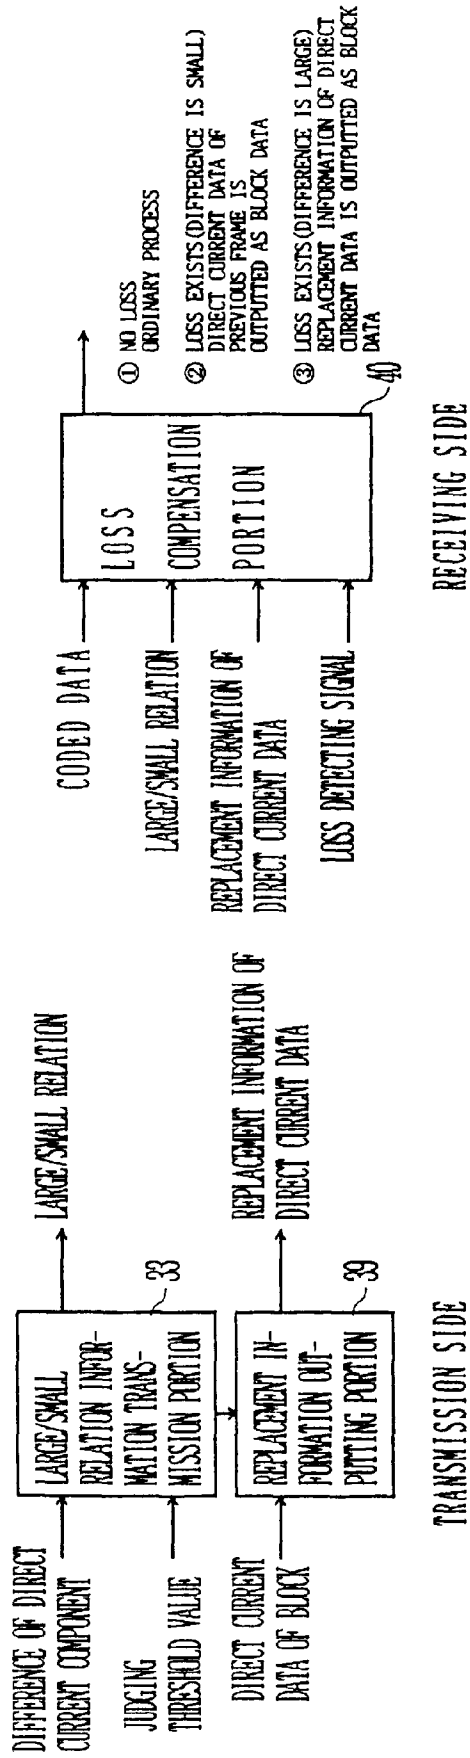 DIFFERENCE OF DIRECT
CURRENT COMPONENT
JUDGING
THRESHOLD VALUE
LARGE/SMALL
RELATION INFOR-
MATION TRANS-
MISSION PORTION
33
LARGE/SMALL RELATION
DIRECT CURRENT
DATA OF BLOCK
REPLACEMENT IN-
FORMATION OUT-
PUTTING PORTION
39
REPLACEMENT INFORMATION OF
DIRECT CURRENT DATA
TRANSMISSION SIDE
CODED DATA
LARGE/SMALL RELATION
REPLACEMENT INFORMATION OF
DIRECT CURRENT DATA
LOSS DETECTING SIGNAL
LOSS
COMPENSATION
PORTION
40
① NO LOSS
ORDINARY PROCESS
② LOSS EXISTS(DIFFERENCE IS SMALL)
DIRECT CURRENT DATA OF
PREVIOUS FRAME IS
OUTPUTTED AS BLOCK DATA
③ LOSS EXISTS(DIFFERENCE IS LARGE)
REPLACEMENT INFORMATION OF DIRECT
CURRENT DATA IS OUTPUTTED AS BLOCK
DATA
RECEIVING SIDE